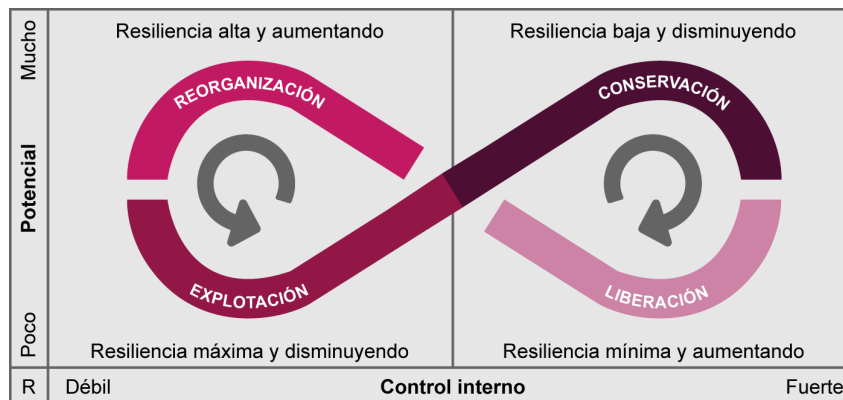 Mucho
Potencial
Poco
Resiliencia alta y aumentando
Resiliencia baja y disminuyendo
REORGANIZACIÓN
CONSERVACIÓN
EXPLOTACIÓN
LIBERACIÓN
Resiliencia máxima y disminuyendo
Resiliencia mínima y aumentando
R
Débil
Control interno
Fuerte